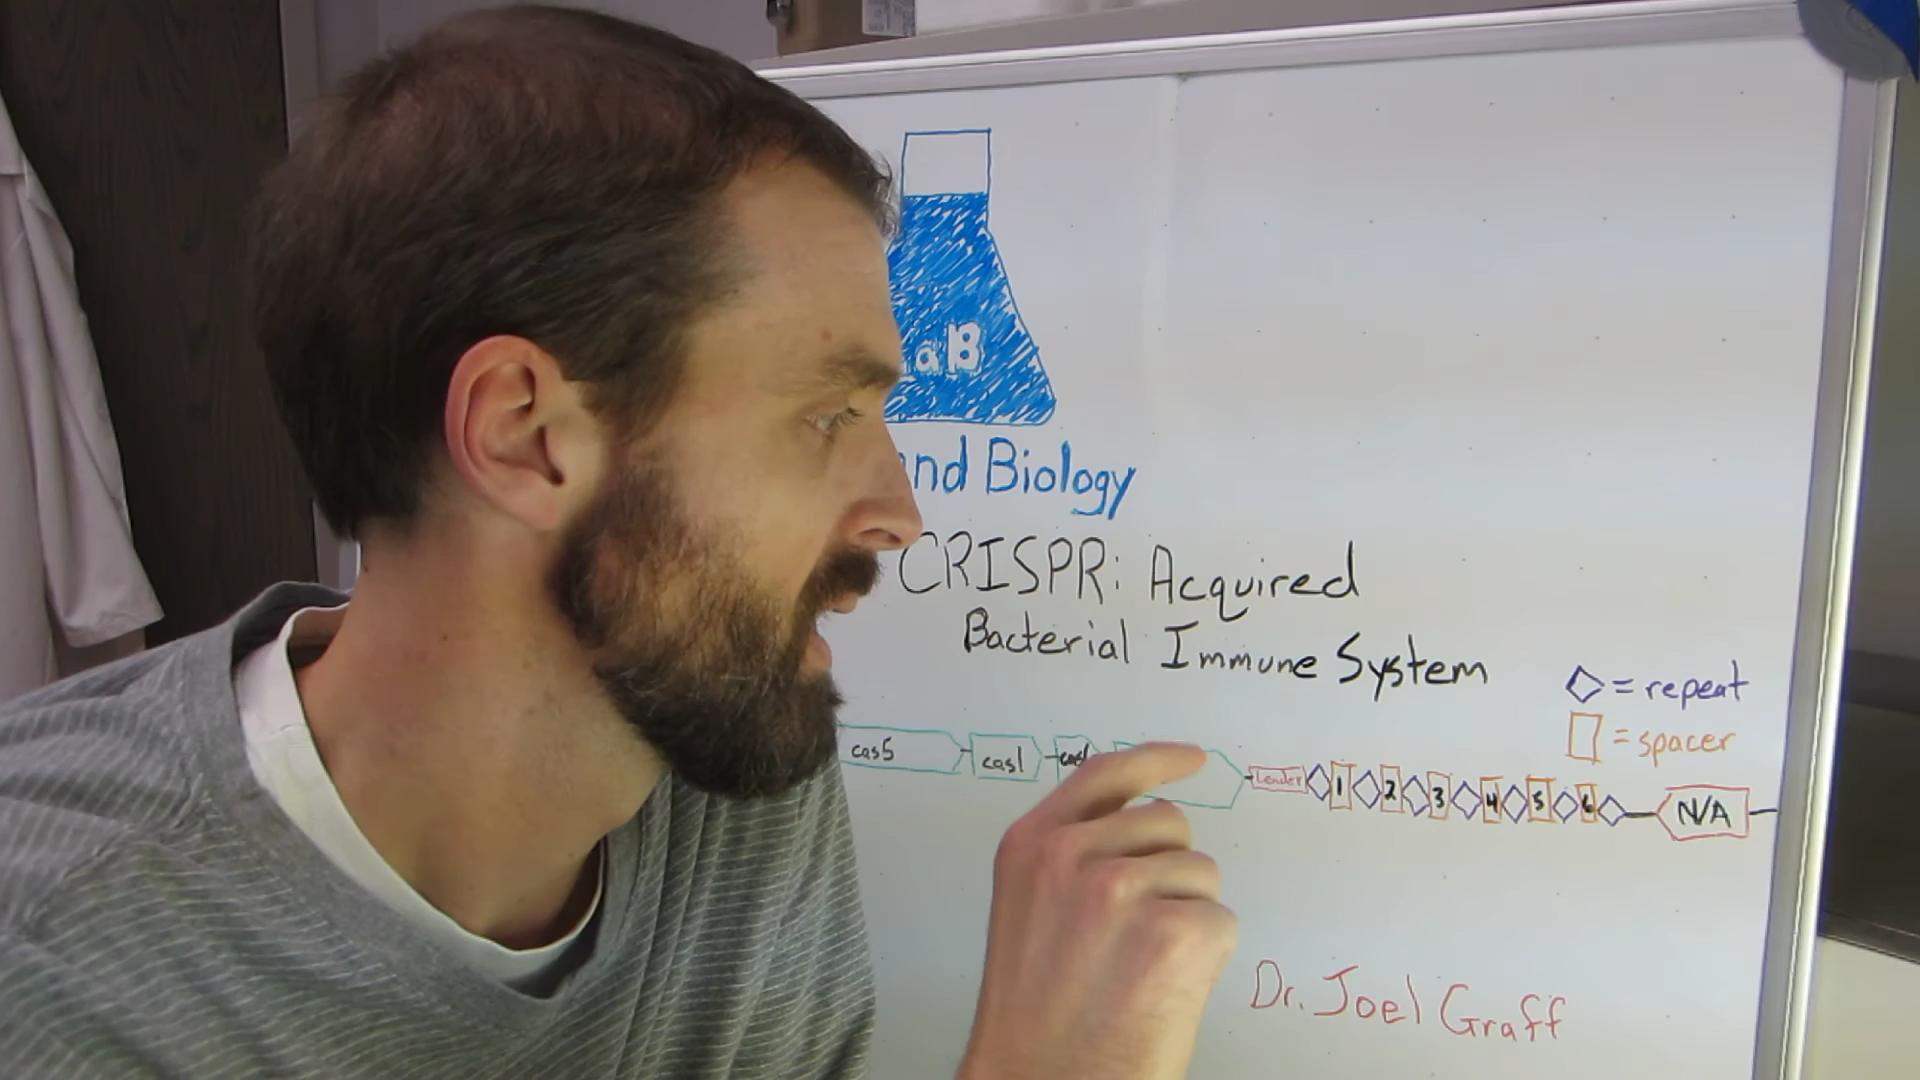 aB
nd Biology
CRISPR: Acquired
Bacterial Immune System
= repeat
= spacer
cas5 cas1 Leader 1 2 3 4 5 6 N/A
Dr. Joel Graff